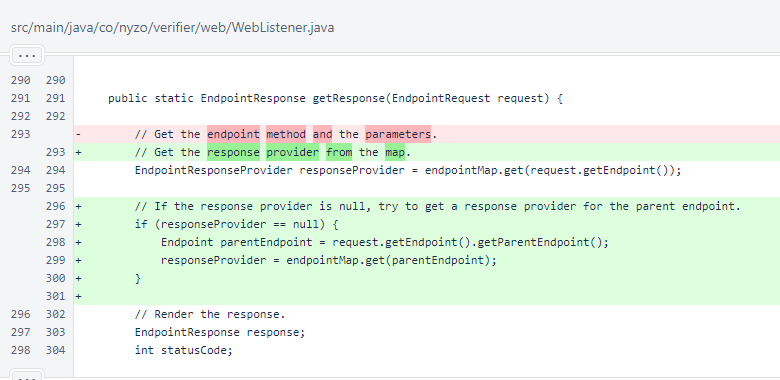 src/main/java/co/nyzo/verifier/web/WebListener.java
...
290 290
291 291 public static EndpointResponse getResponse(EndpointRequest request) {
292 292
293 - // Get the endpoint method and the parameters.
293 + // Get the response provider from the map.
294 294 EndpointResponseProvider responseProvider = endpointMap.get(request.getEndpoint());
295 295
296 + // If the response provider is null, try to get a response provider for the parent endpoint.
297 + if (responseProvider == null) {
298 + Endpoint parentEndpoint = request.getEndpoint().getParentEndpoint();
299 + responseProvider = endpointMap.get(parentEndpoint);
300 + }
301 +
296 302 // Render the response.
297 303 EndpointResponse response;
298 304 int statusCode;
...